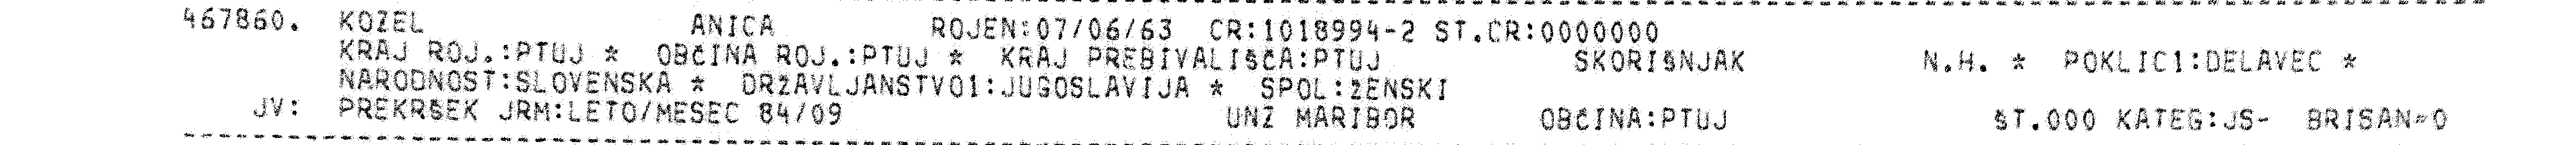 467860. KOZEL ANICA ROJEN:07/06/63 CR:1018994-2 ST.CR:0000000
KRAJ ROJ.:PTUJ * OBČINA ROJ.:PTUJ * KRAJ PREBIVALIŠČA:PTUJ SKORIŠNJAK N.H. * POKLIC1:DELAVEC *
NARODNOST:SLOVENSKA * DRŽAVLJANSTVO1:JUGOSLAVIJA * SPOL:ŽENSKI
JV: PREKRŠEK JRM:LETO/MESEC 84/09 UNZ MARIBOR OBČINA:PTUJ ŠT.000 KATEG:JS- BRISAN=0